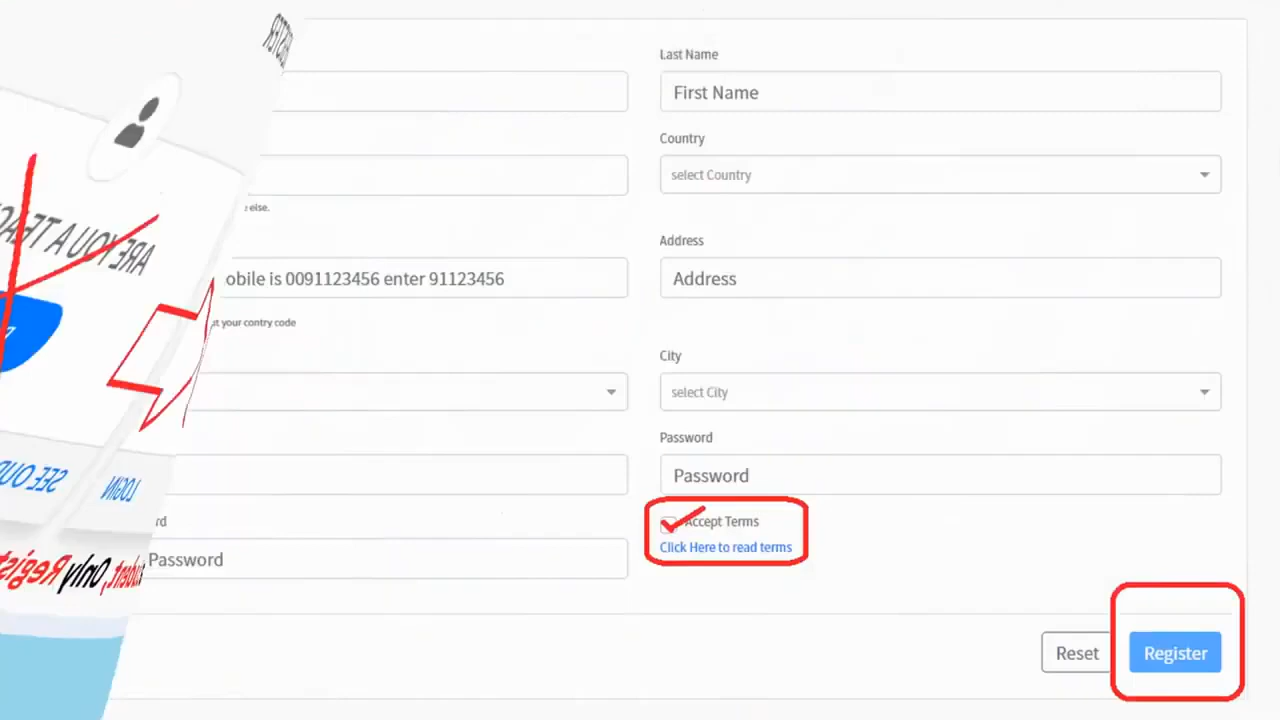 Last Name
First Name
Country
select Country
e else.
Address
obile is 0091123456 enter 91123456
Address
ARE YOU A TEAC
t your contry code
City
select City
Password
Password
SEE OU
LOGIN
rd
Accept Terms
Click Here to read terms
Password
udent, Only Regist
Reset
Register